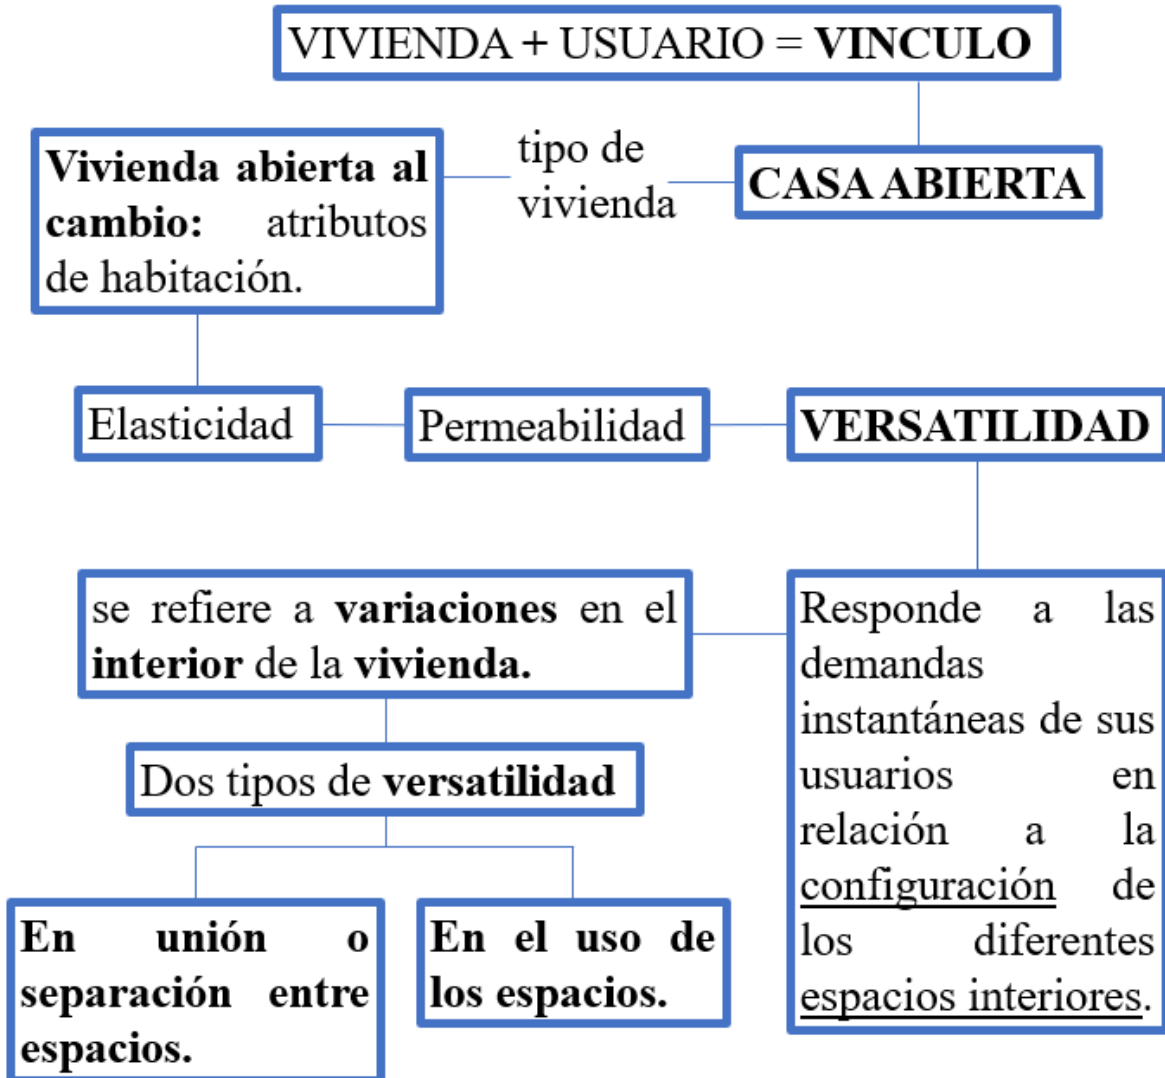 VIVIENDA + USUARIO = VINCULO
Vivienda abierta al
cambio: atributos
de habitación.
tipo de
vivienda
CASA ABIERTA
Elasticidad
Permeabilidad
VERSATILIDAD
se refiere a variaciones en el
interior de la vivienda.
Responde a las
demandas
instantáneas de sus
usuarios en
relación a la
configuración de
los diferentes
espacios interiores.
Dos tipos de versatilidad
En unión o
separación entre
espacios.
En el uso de
los espacios.